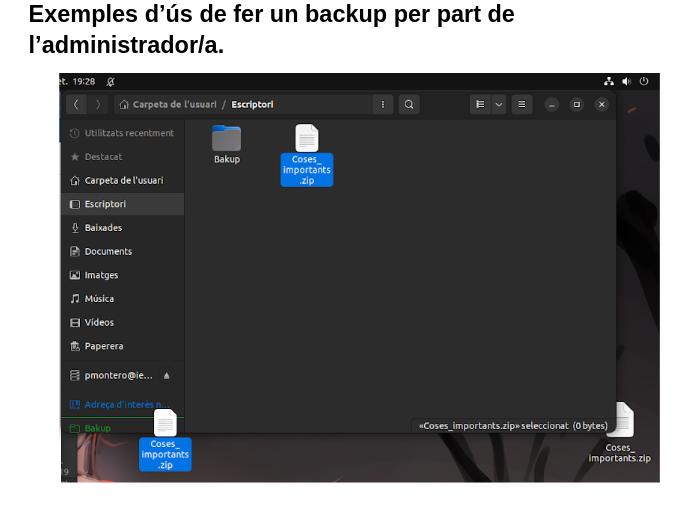 Exemples d’ús de fer un backup per part de
l’administrador/a.
et. 19:28
Carpeta de l'usuari / Escriptori
Utilitzats recentment
Destacat
Carpeta de l'usuari
Escriptori
Baixades
Documents
Imatges
Música
Vídeos
Paperera
pmontero@ie...
Adreça d'interès n...
Bakup
Bakup
Coses_
importants
.zip
Coses_
importants
.zip
«Coses_importants.zip» seleccionat (0 bytes)
Coses_
importants.zip
19